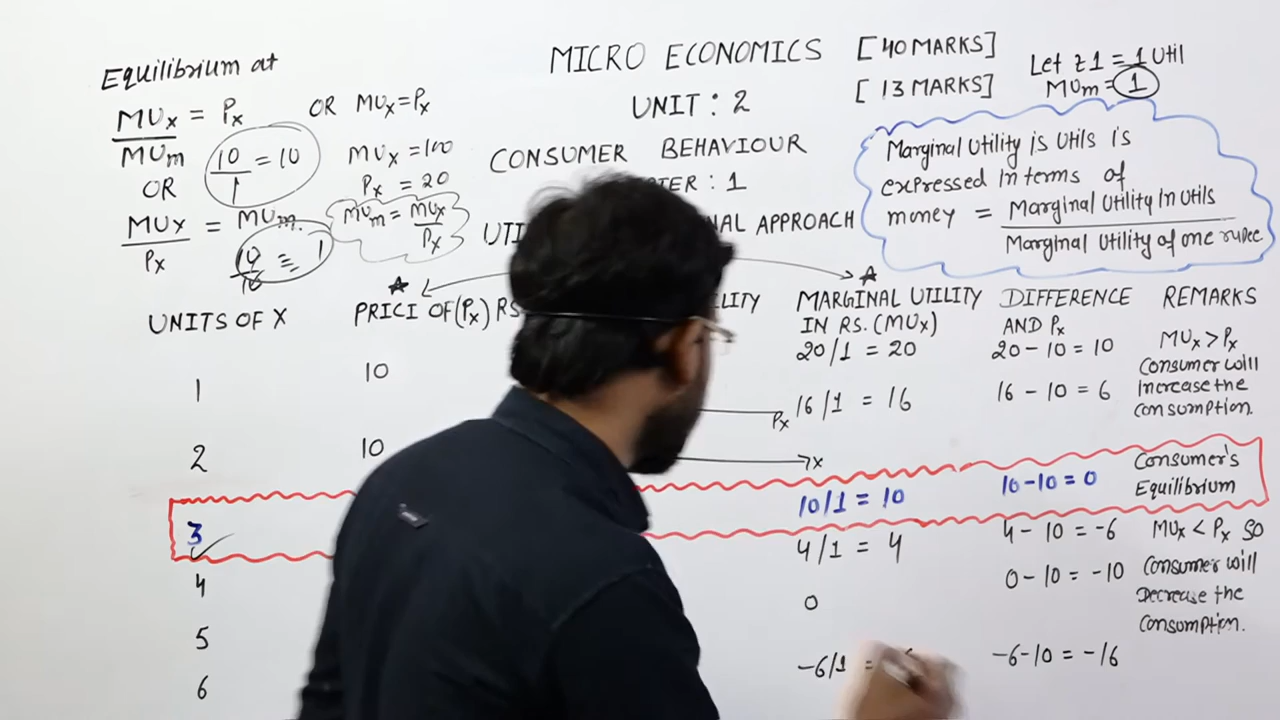 Equilibrium at
MUx = Px
MUm
OR MUx=Px
10 = 10
1
MUx =100
Px = 20
OR
MUx = MUm
Px
MUm = MUx
Px
10 = 1
10
MICRO ECONOMICS [40 MARKS]
UNIT : 2 [13 MARKS]
CONSUMER BEHAVIOUR
TER : 1
UTI NAL APPROACH
Let ₹1 = 1 Util
MUm = 1
Marginal Utility is Utils is
expressed in terms of
money = Marginal Utility In Utils
Marginal Utility of one rupee
UNITS OF X PRICI OF(Px) RS ILITY MARGINAL UTILITY DIFFERENCE REMARKS
IN RS. (MUx) AND Px
1 10 20/1 = 20 20 - 10 = 10 MUx > Px
Consumer will
increase the
consumption.
2 10 16/1 = 16 16 - 10 = 6
Px
x
3 10/1 = 10 10-10 = 0 Consumer's
Equilibrium
4 4/1 = 4 4 - 10 = -6 MUx < Px so
Consumer will
Decrease the
consumption.
5 0 0 - 10 = -10
6 -6/1 = -6-10 = -16